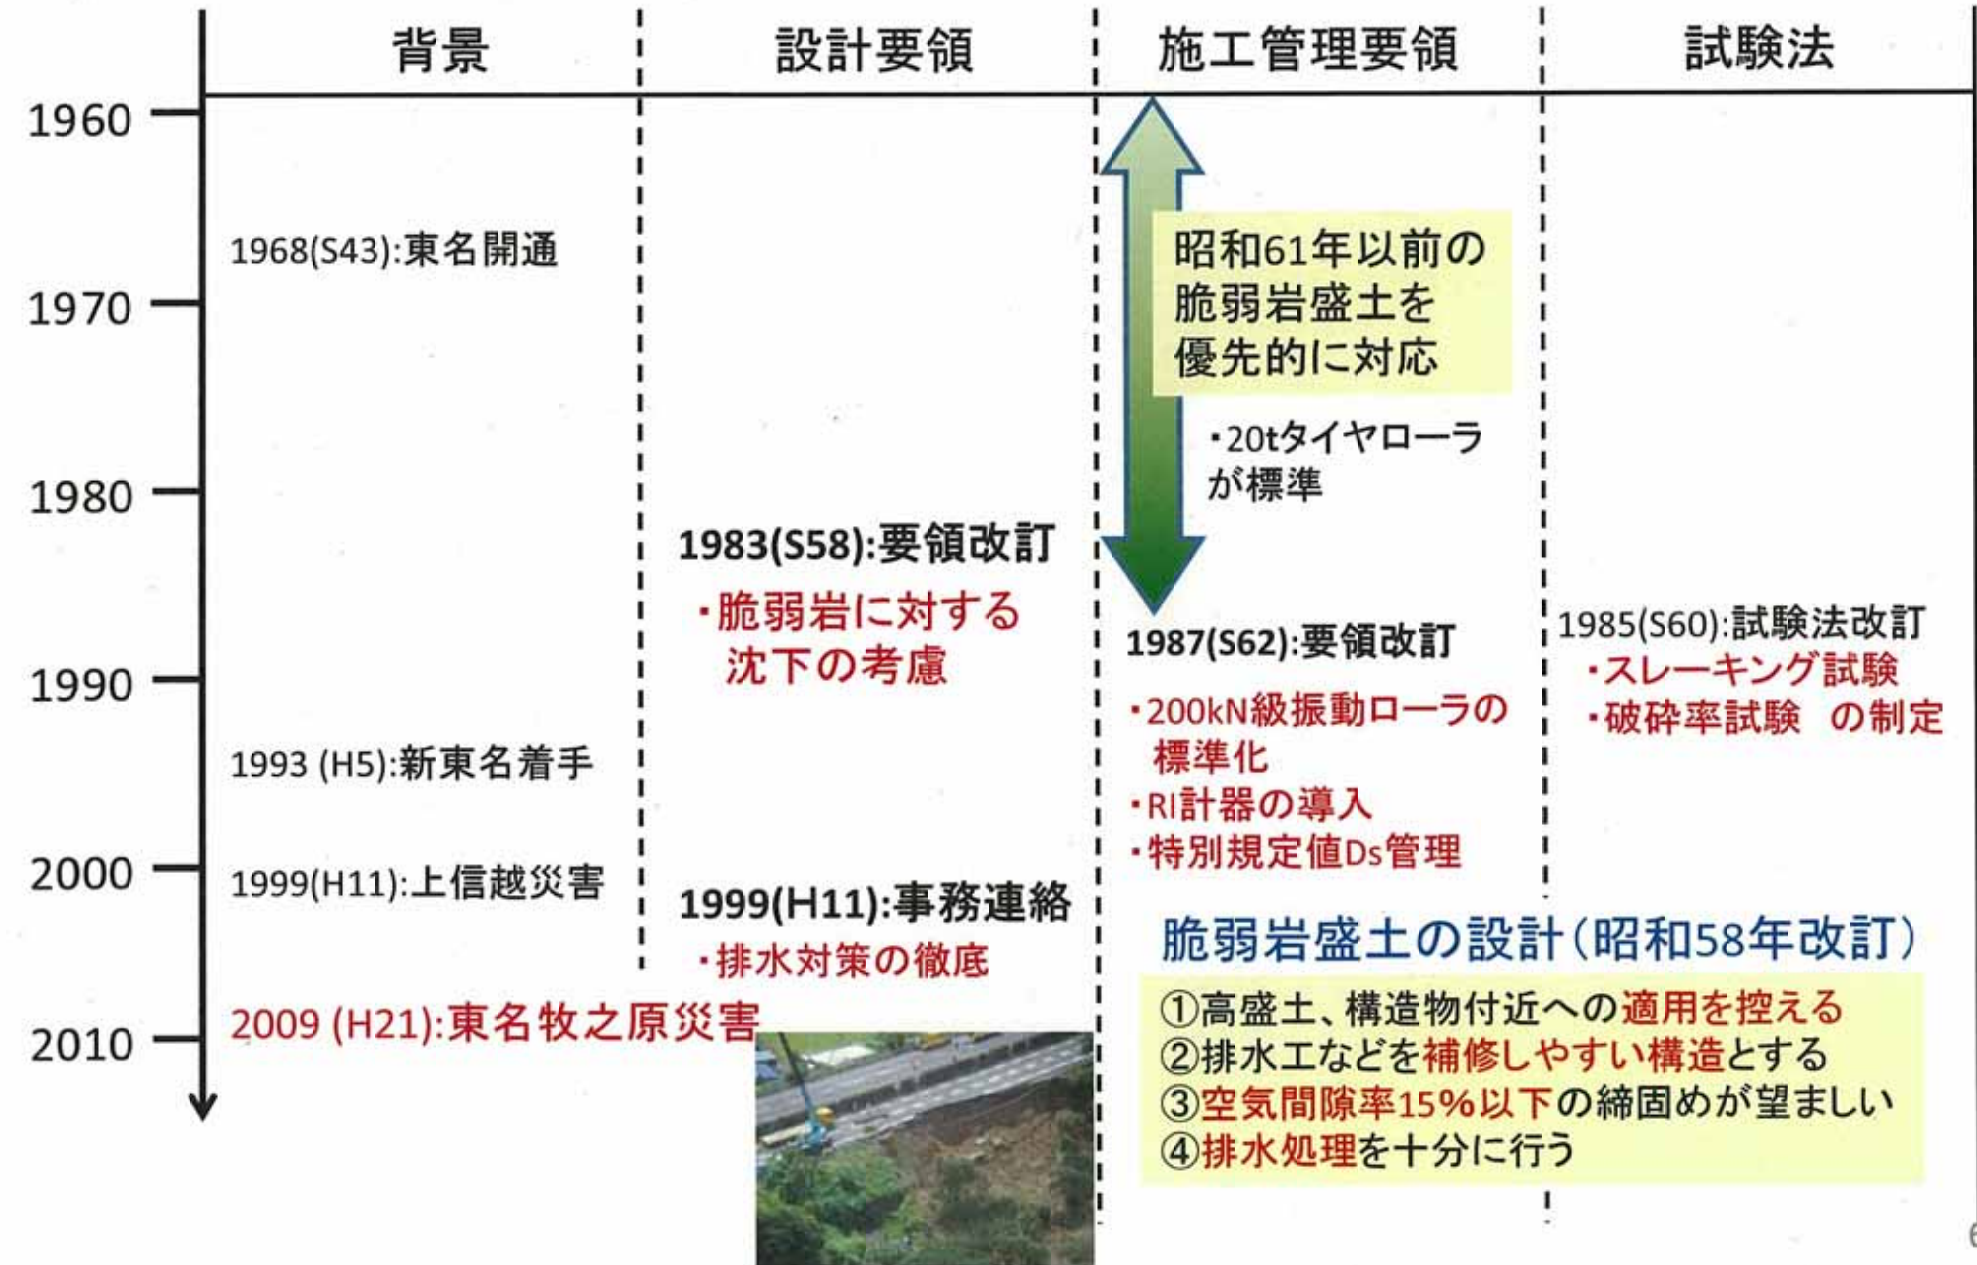 背景
設計要領
施工管理要領
試験法
1960
1970
1980
1990
2000
2010
1968(S43):東名開通
1993 (H5):新東名着手
1999(H11):上信越災害
2009 (H21):東名牧之原災害
1983(S58):要領改訂
・脆弱岩に対する
沈下の考慮
1999(H11):事務連絡
・排水対策の徹底
昭和61年以前の
脆弱岩盛土を
優先的に対応
・20tタイヤローラ
が標準
1987(S62):要領改訂
・200kN級振動ローラの
標準化
・RI計器の導入
・特別規定値Ds管理
1985(S60):試験法改訂
・スレーキング試験
・破砕率試験 の制定
脆弱岩盛土の設計（昭和58年改訂）
①高盛土、構造物付近への適用を控える
②排水工などを補修しやすい構造とする
③空気間隙率15%以下の締固めが望ましい
④排水処理を十分に行う
6